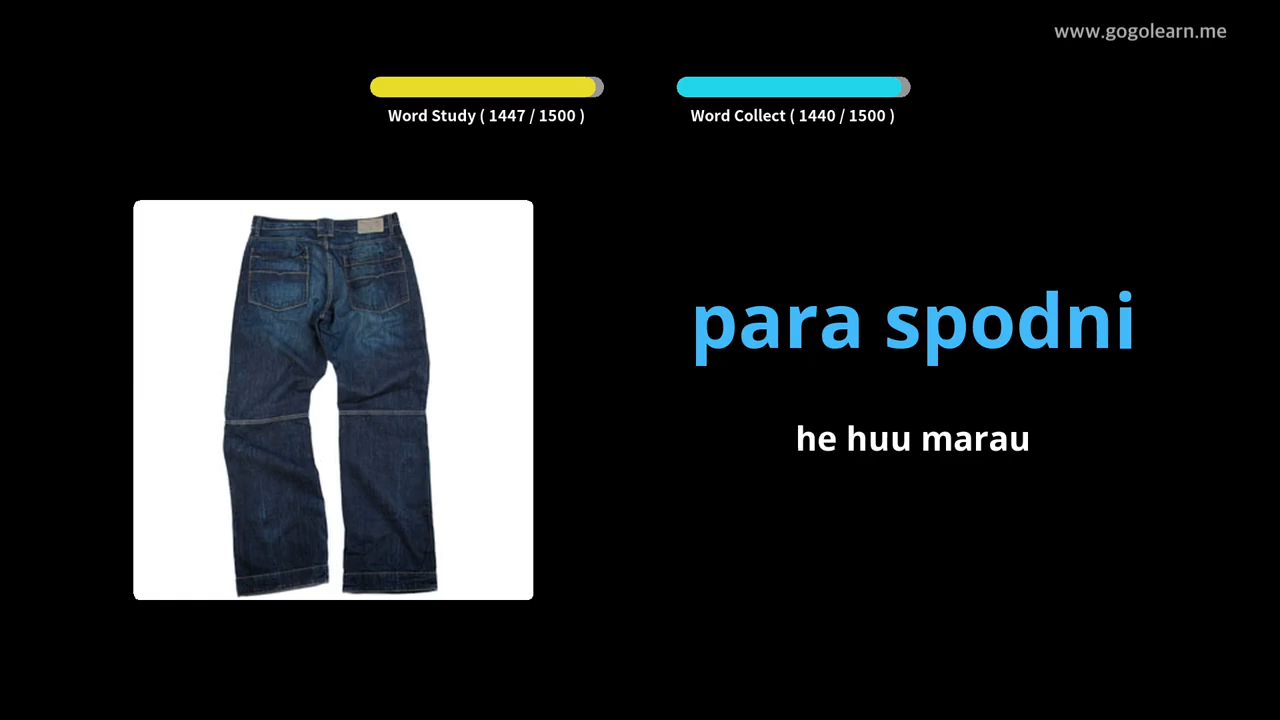 www.gogolearn.me
Word Study ( 1447 / 1500 )
Word Collect ( 1440 / 1500 )
para spodni
he huu marau